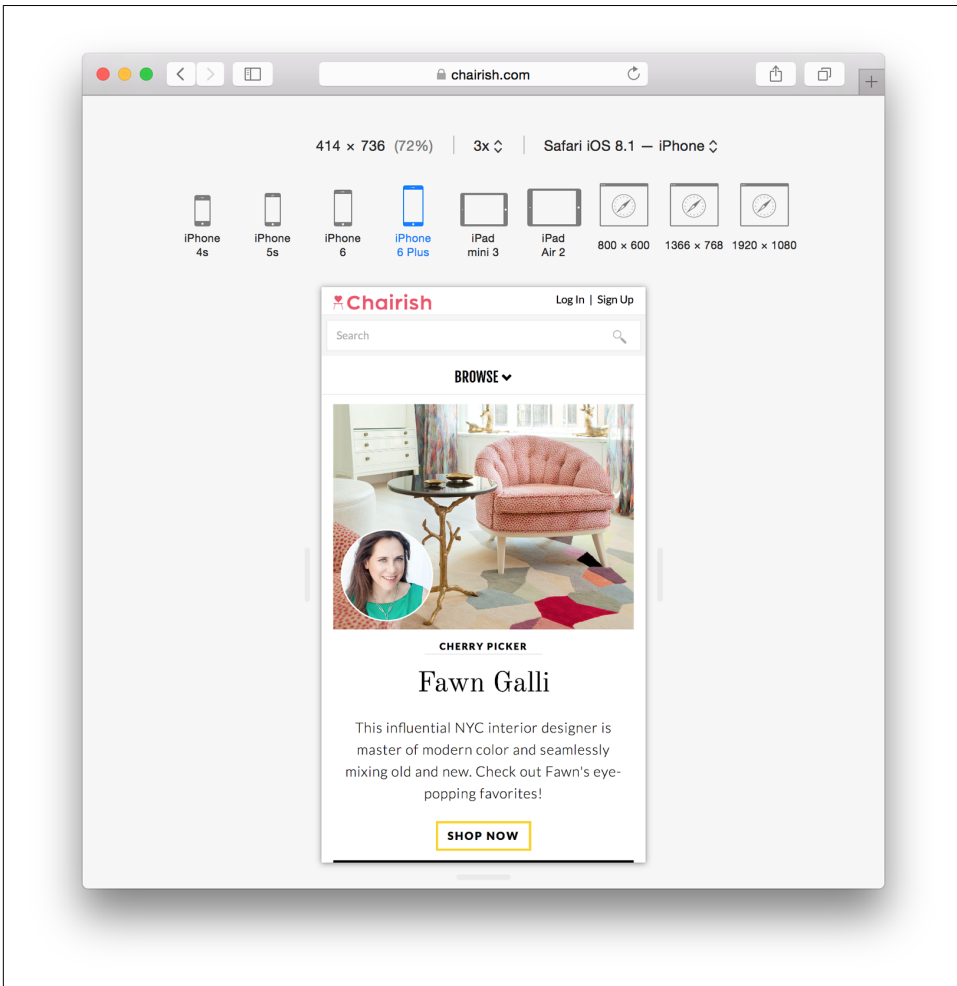 chairish.com
414 × 736 (72%) 3x Safari iOS 8.1 — iPhone
iPhone 4s
iPhone 5s
iPhone 6
iPhone 6 Plus
iPad mini 3
iPad Air 2
800 × 600
1366 × 768
1920 × 1080
Chairish
Log In | Sign Up
Search
BROWSE
CHERRY PICKER
Fawn Galli
This influential NYC interior designer is
master of modern color and seamlessly
mixing old and new. Check out Fawn's eye-
popping favorites!
SHOP NOW